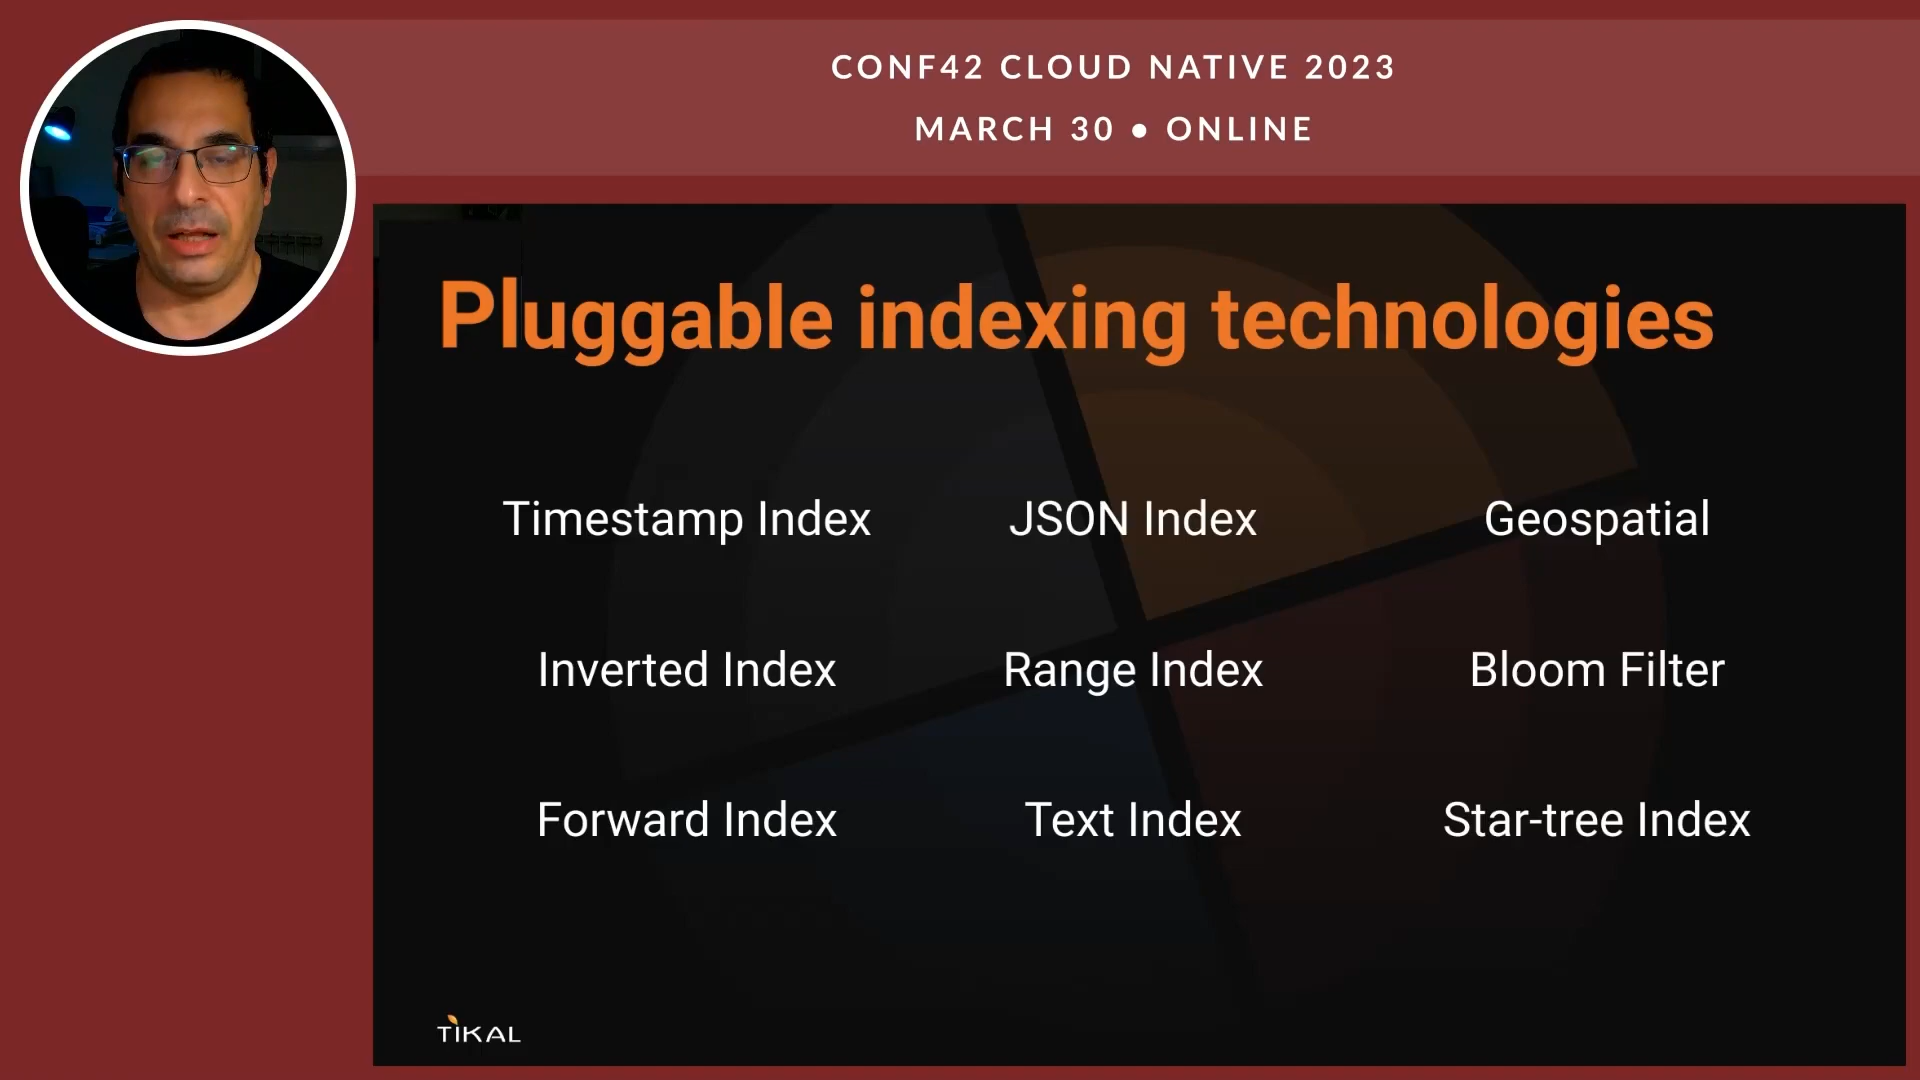 CONF42 CLOUD NATIVE 2023
MARCH 30 ● ONLINE
Pluggable indexing technologies
Timestamp Index
JSON Index
Geospatial
Inverted Index
Range Index
Bloom Filter
Forward Index
Text Index
Star-tree Index
TIKAL